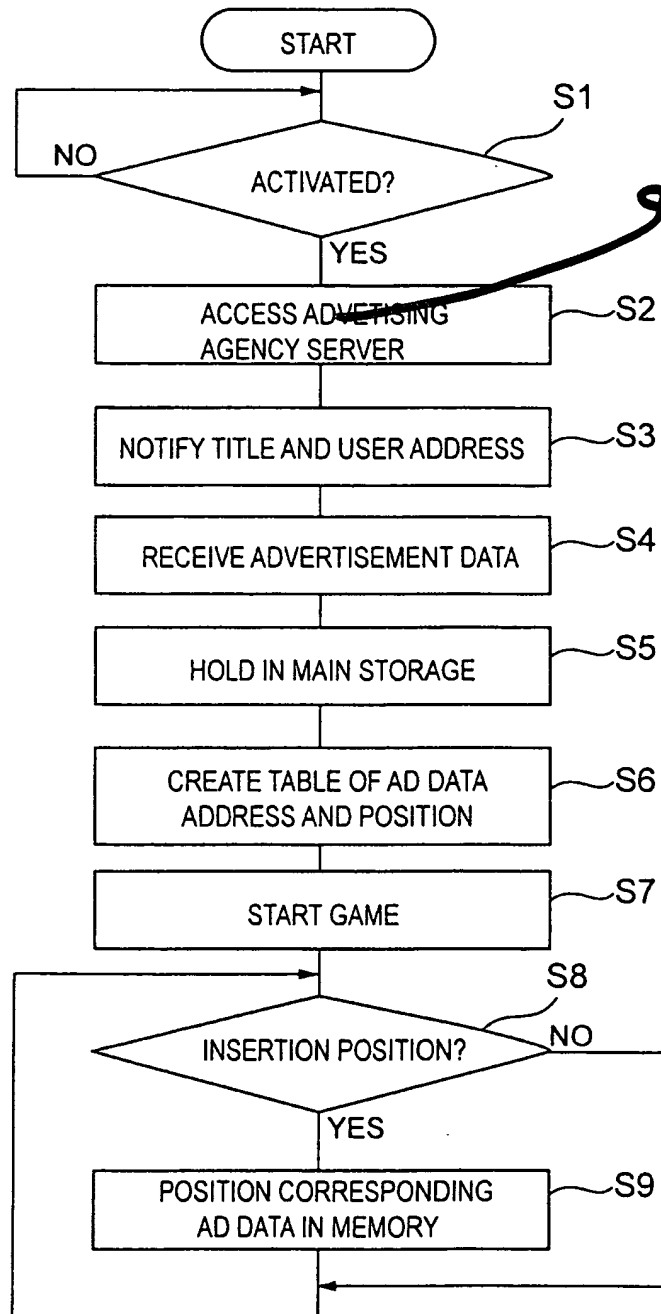 START
S1
NO
ACTIVATED?
YES
ACCESS ADVETISING
AGENCY SERVER
S2
NOTIFY TITLE AND USER ADDRESS
S3
RECEIVE ADVERTISEMENT DATA
S4
HOLD IN MAIN STORAGE
S5
CREATE TABLE OF AD DATA
ADDRESS AND POSITION
S6
START GAME
S7
S8
INSERTION POSITION?
NO
YES
POSITION CORRESPONDING
AD DATA IN MEMORY
S9